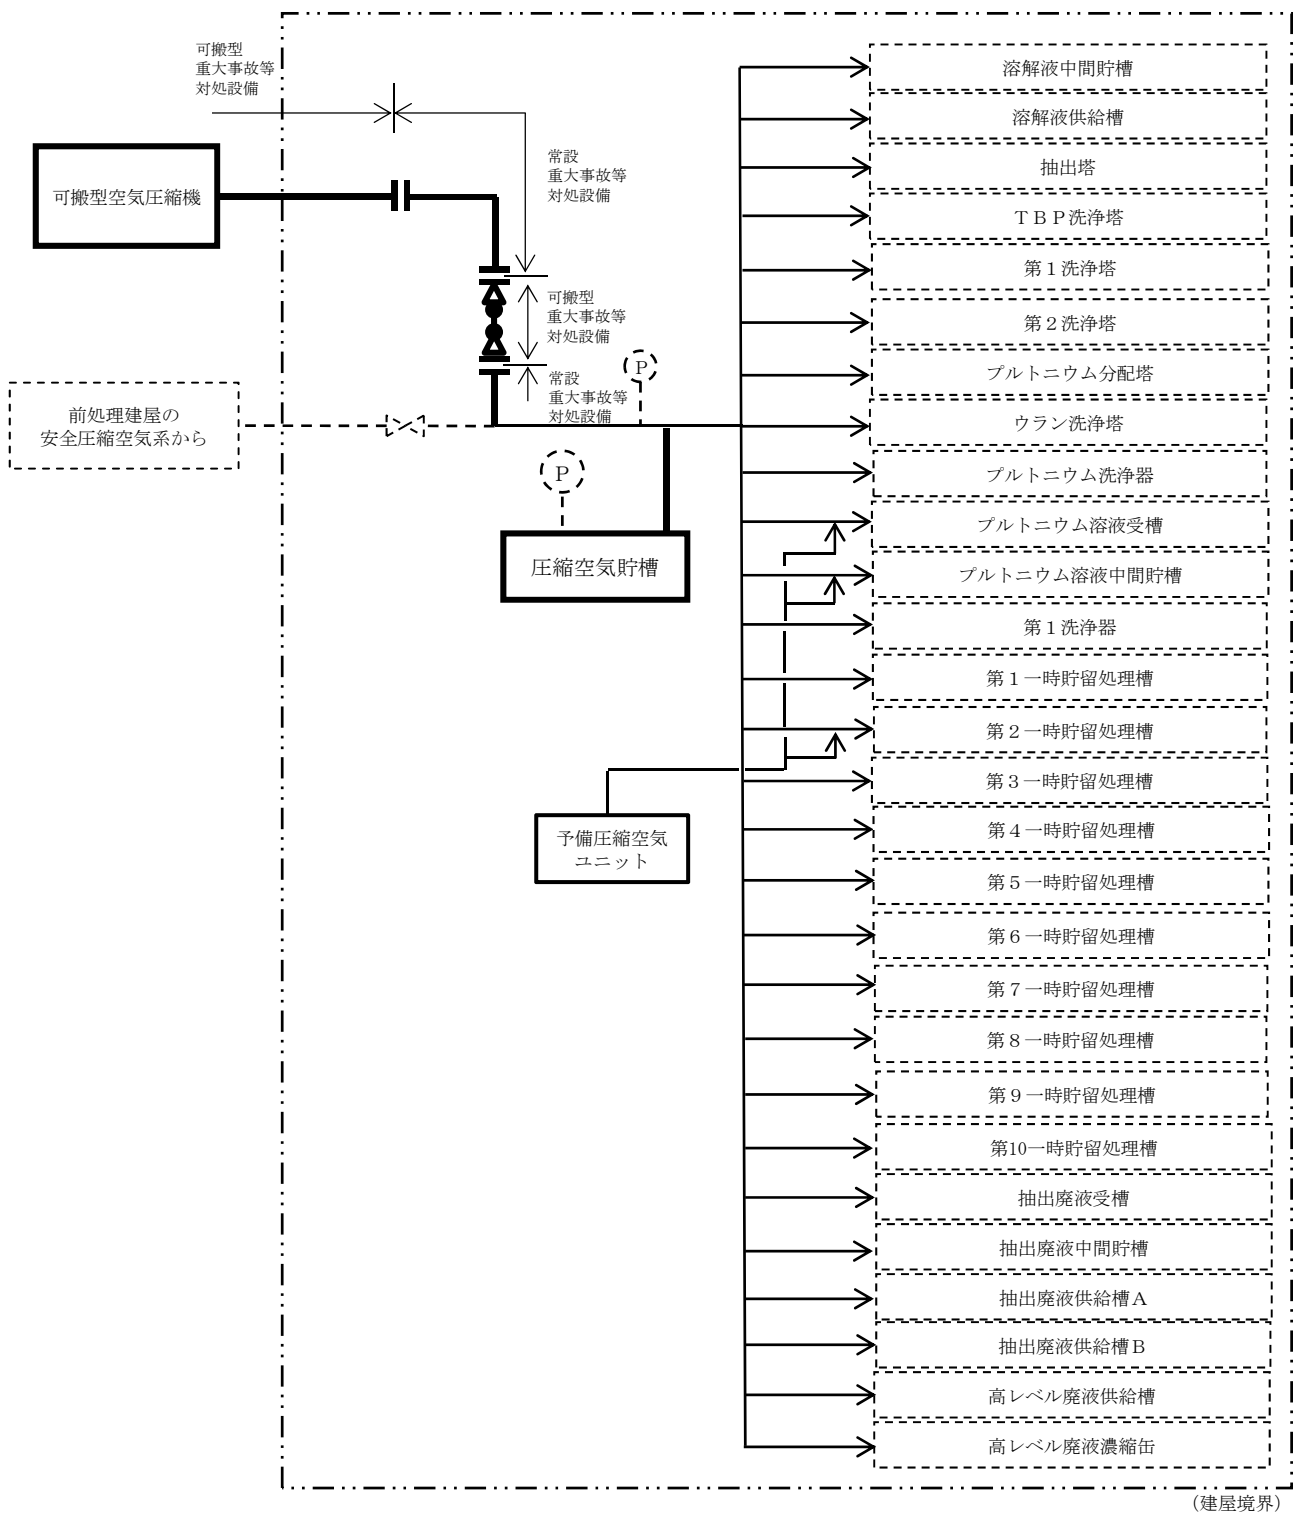 可搬型
重大事故等
対処設備
可搬型空気圧縮機
常設
重大事故等
対処設備
可搬型
重大事故等
対処設備
常設
重大事故等
対処設備
P
前処理建屋の
安全圧縮空気系から
P
圧縮空気貯槽
予備圧縮空気
ユニット
溶解液中間貯槽
溶解液供給槽
抽出塔
ＴＢＰ洗浄塔
第１洗浄塔
第２洗浄塔
プルトニウム分配塔
ウラン洗浄塔
プルトニウム洗浄器
プルトニウム溶液受槽
プルトニウム溶液中間貯槽
第１洗浄器
第１一時貯留処理槽
第２一時貯留処理槽
第３一時貯留処理槽
第４一時貯留処理槽
第５一時貯留処理槽
第６一時貯留処理槽
第７一時貯留処理槽
第８一時貯留処理槽
第９一時貯留処理槽
第10一時貯留処理槽
抽出廃液受槽
抽出廃液中間貯槽
抽出廃液供給槽Ａ
抽出廃液供給槽Ｂ
高レベル廃液供給槽
高レベル廃液濃縮缶
（建屋境界）